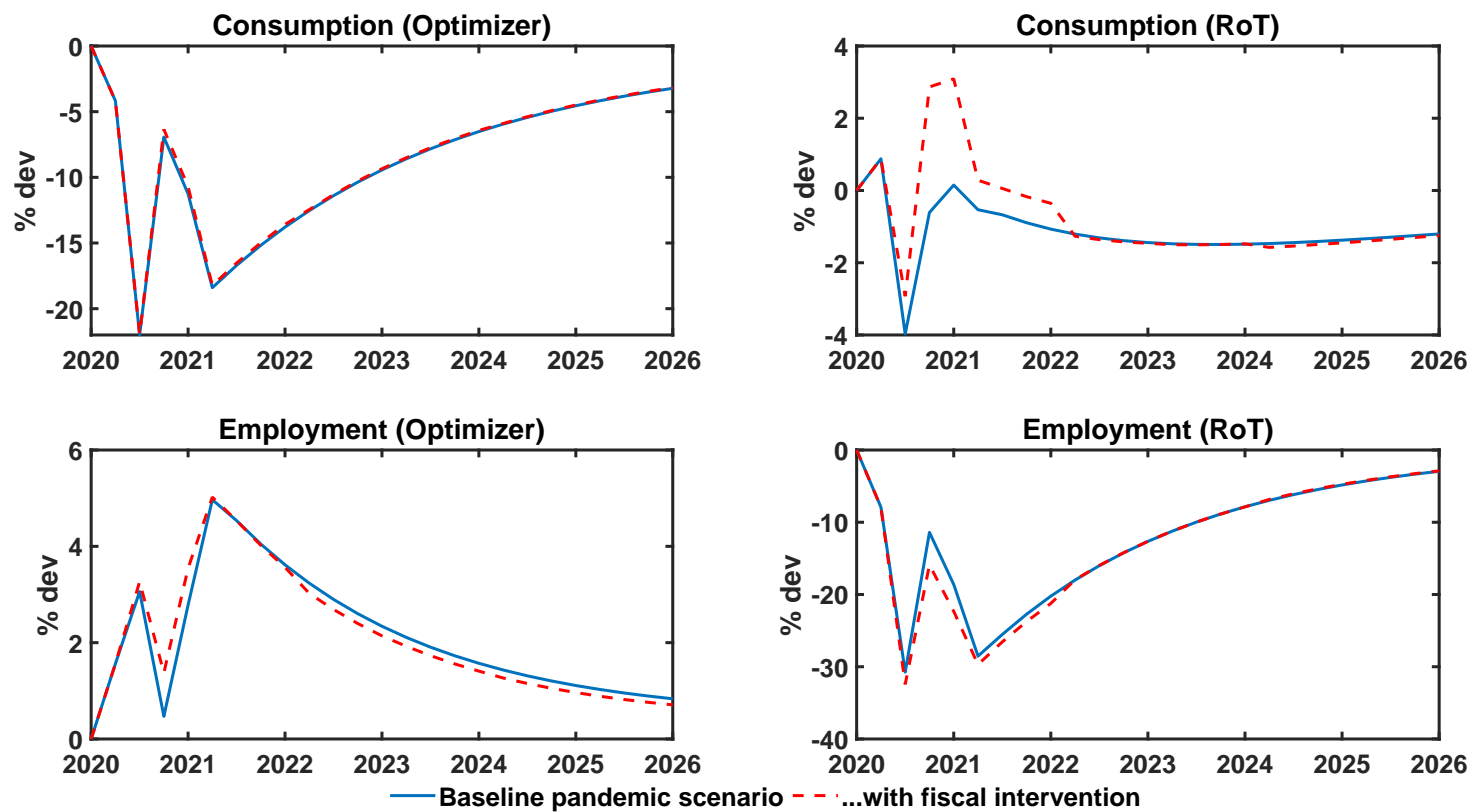 Consumption (Optimizer)
% dev
0
-5
-10
-15
-20
2020 2021 2022 2023 2024 2025 2026
Consumption (RoT)
% dev
4
2
0
-2
-4
2020 2021 2022 2023 2024 2025 2026
Employment (Optimizer)
% dev
6
4
2
0
2020 2021 2022 2023 2024 2025 2026
Employment (RoT)
% dev
0
-10
-20
-30
-40
2020 2021 2022 2023 2024 2025 2026
Baseline pandemic scenario ...with fiscal intervention